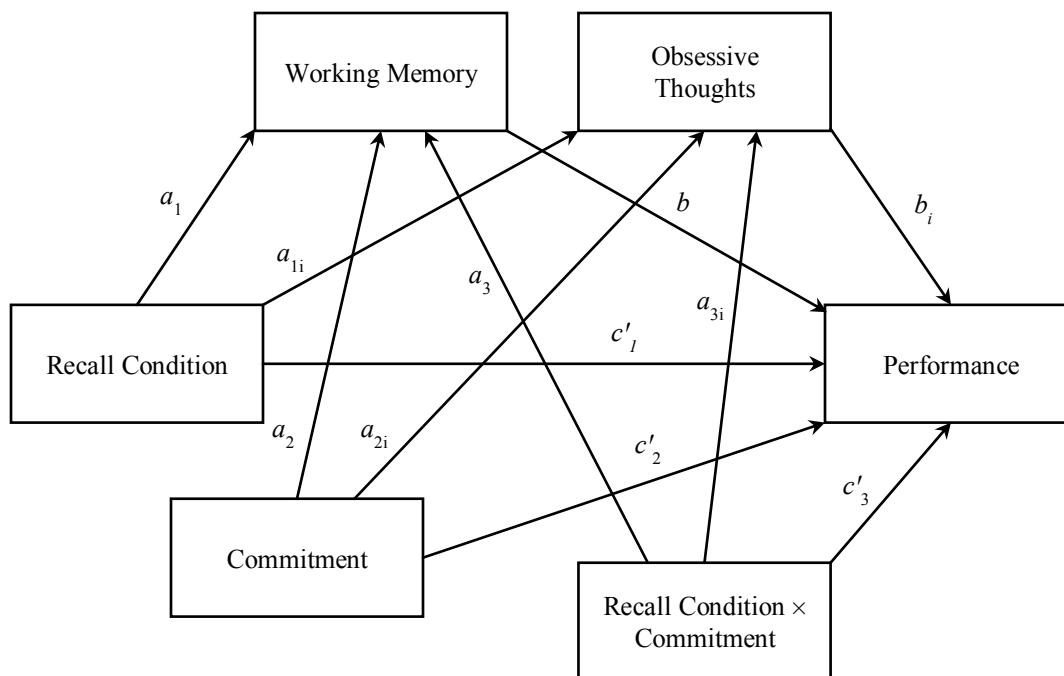 Working Memory
Obsessive
Thoughts
a1
a1i
a3
b
bi
a3i
Recall Condition
c′1
Performance
a2
a2i
c′2
c′3
Commitment
Recall Condition ×
Commitment